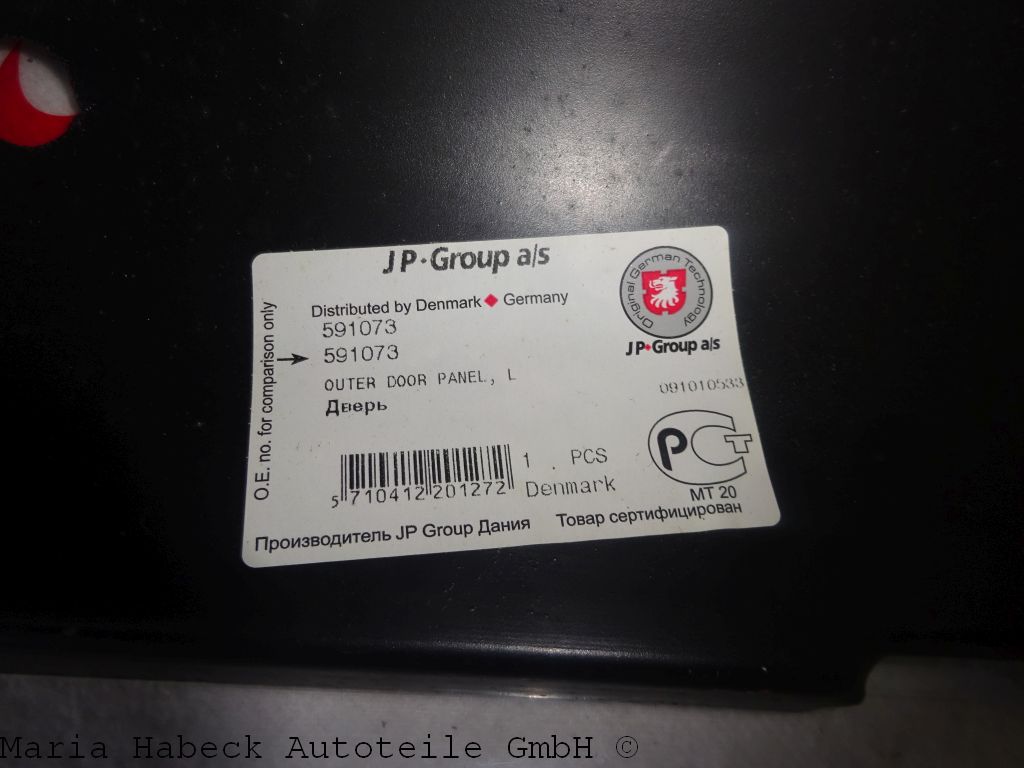 JP·Group a/s
Distributed by Denmark ◆ Germany
591073
O.E. no. for comparison only
→ 591073
OUTER DOOR PANEL, L
Дверь
Original German Technology
JP◆Group a/s
091010533
РСТ
МТ 20
5 710412 201272
1 . PCS
Denmark
Производитель JP Group Дания
Товар сертифицирован
Maria Habeck Autoteile GmbH ©